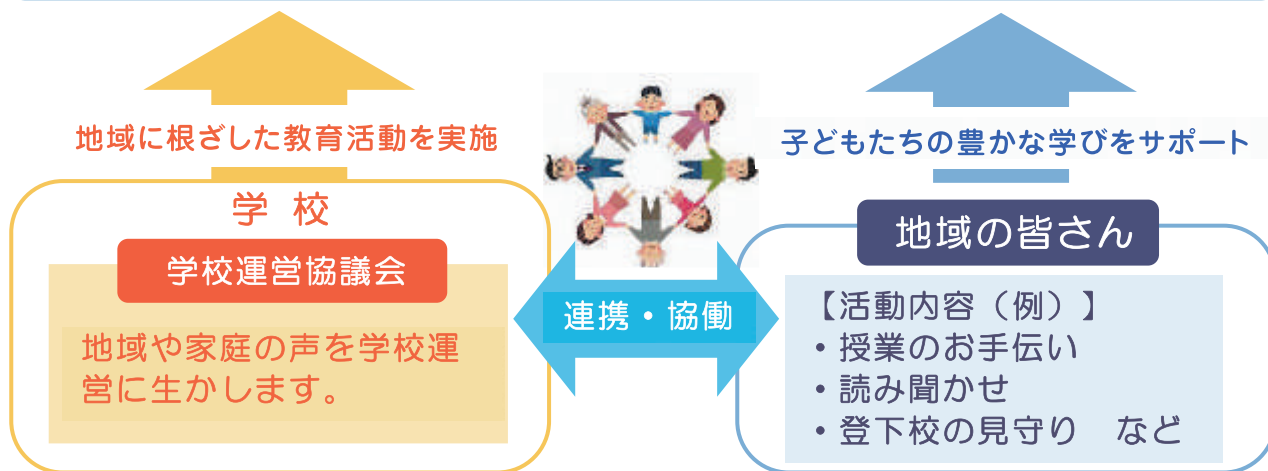 地域に根ざした教育活動を実施
子どもたちの豊かな学びをサポート
学 校
学校運営協議会
地域や家庭の声を学校運
営に生かします。
連携・協働
地域の皆さん
【活動内容（例）】
・授業のお手伝い
・読み聞かせ
・登下校の見守り　など